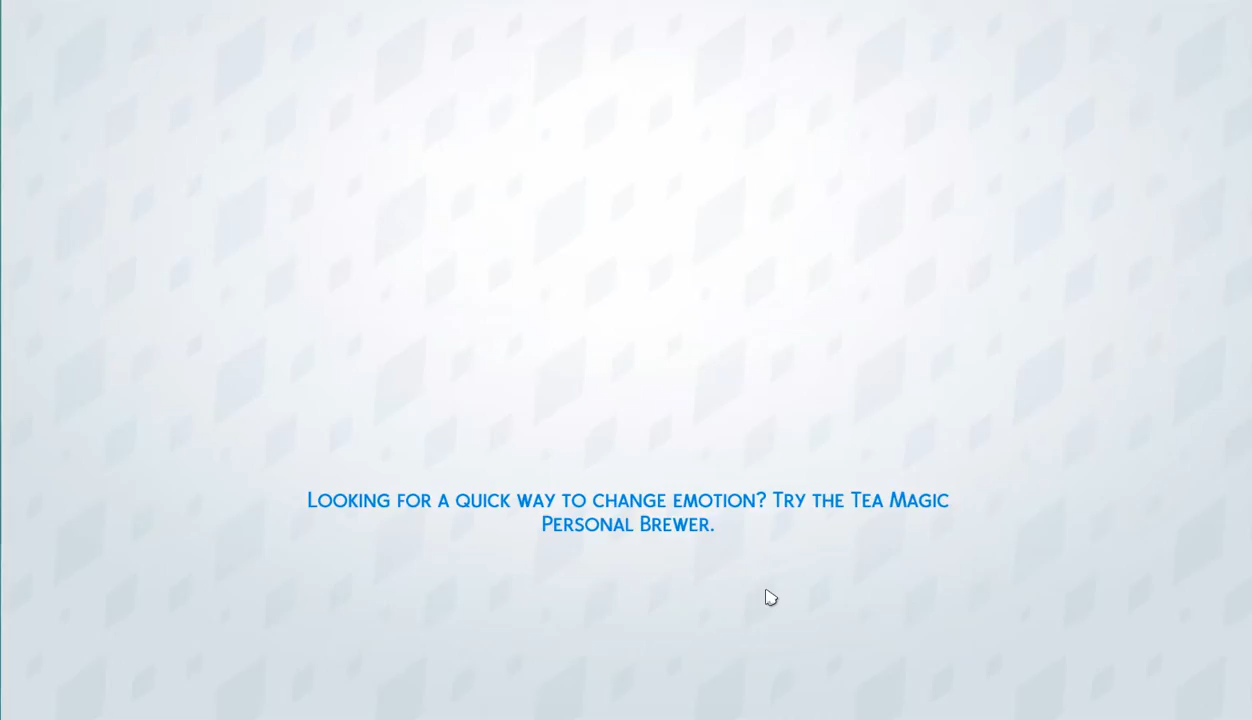 Looking for a quick way to change emotion? Try the Tea Magic
Personal Brewer.